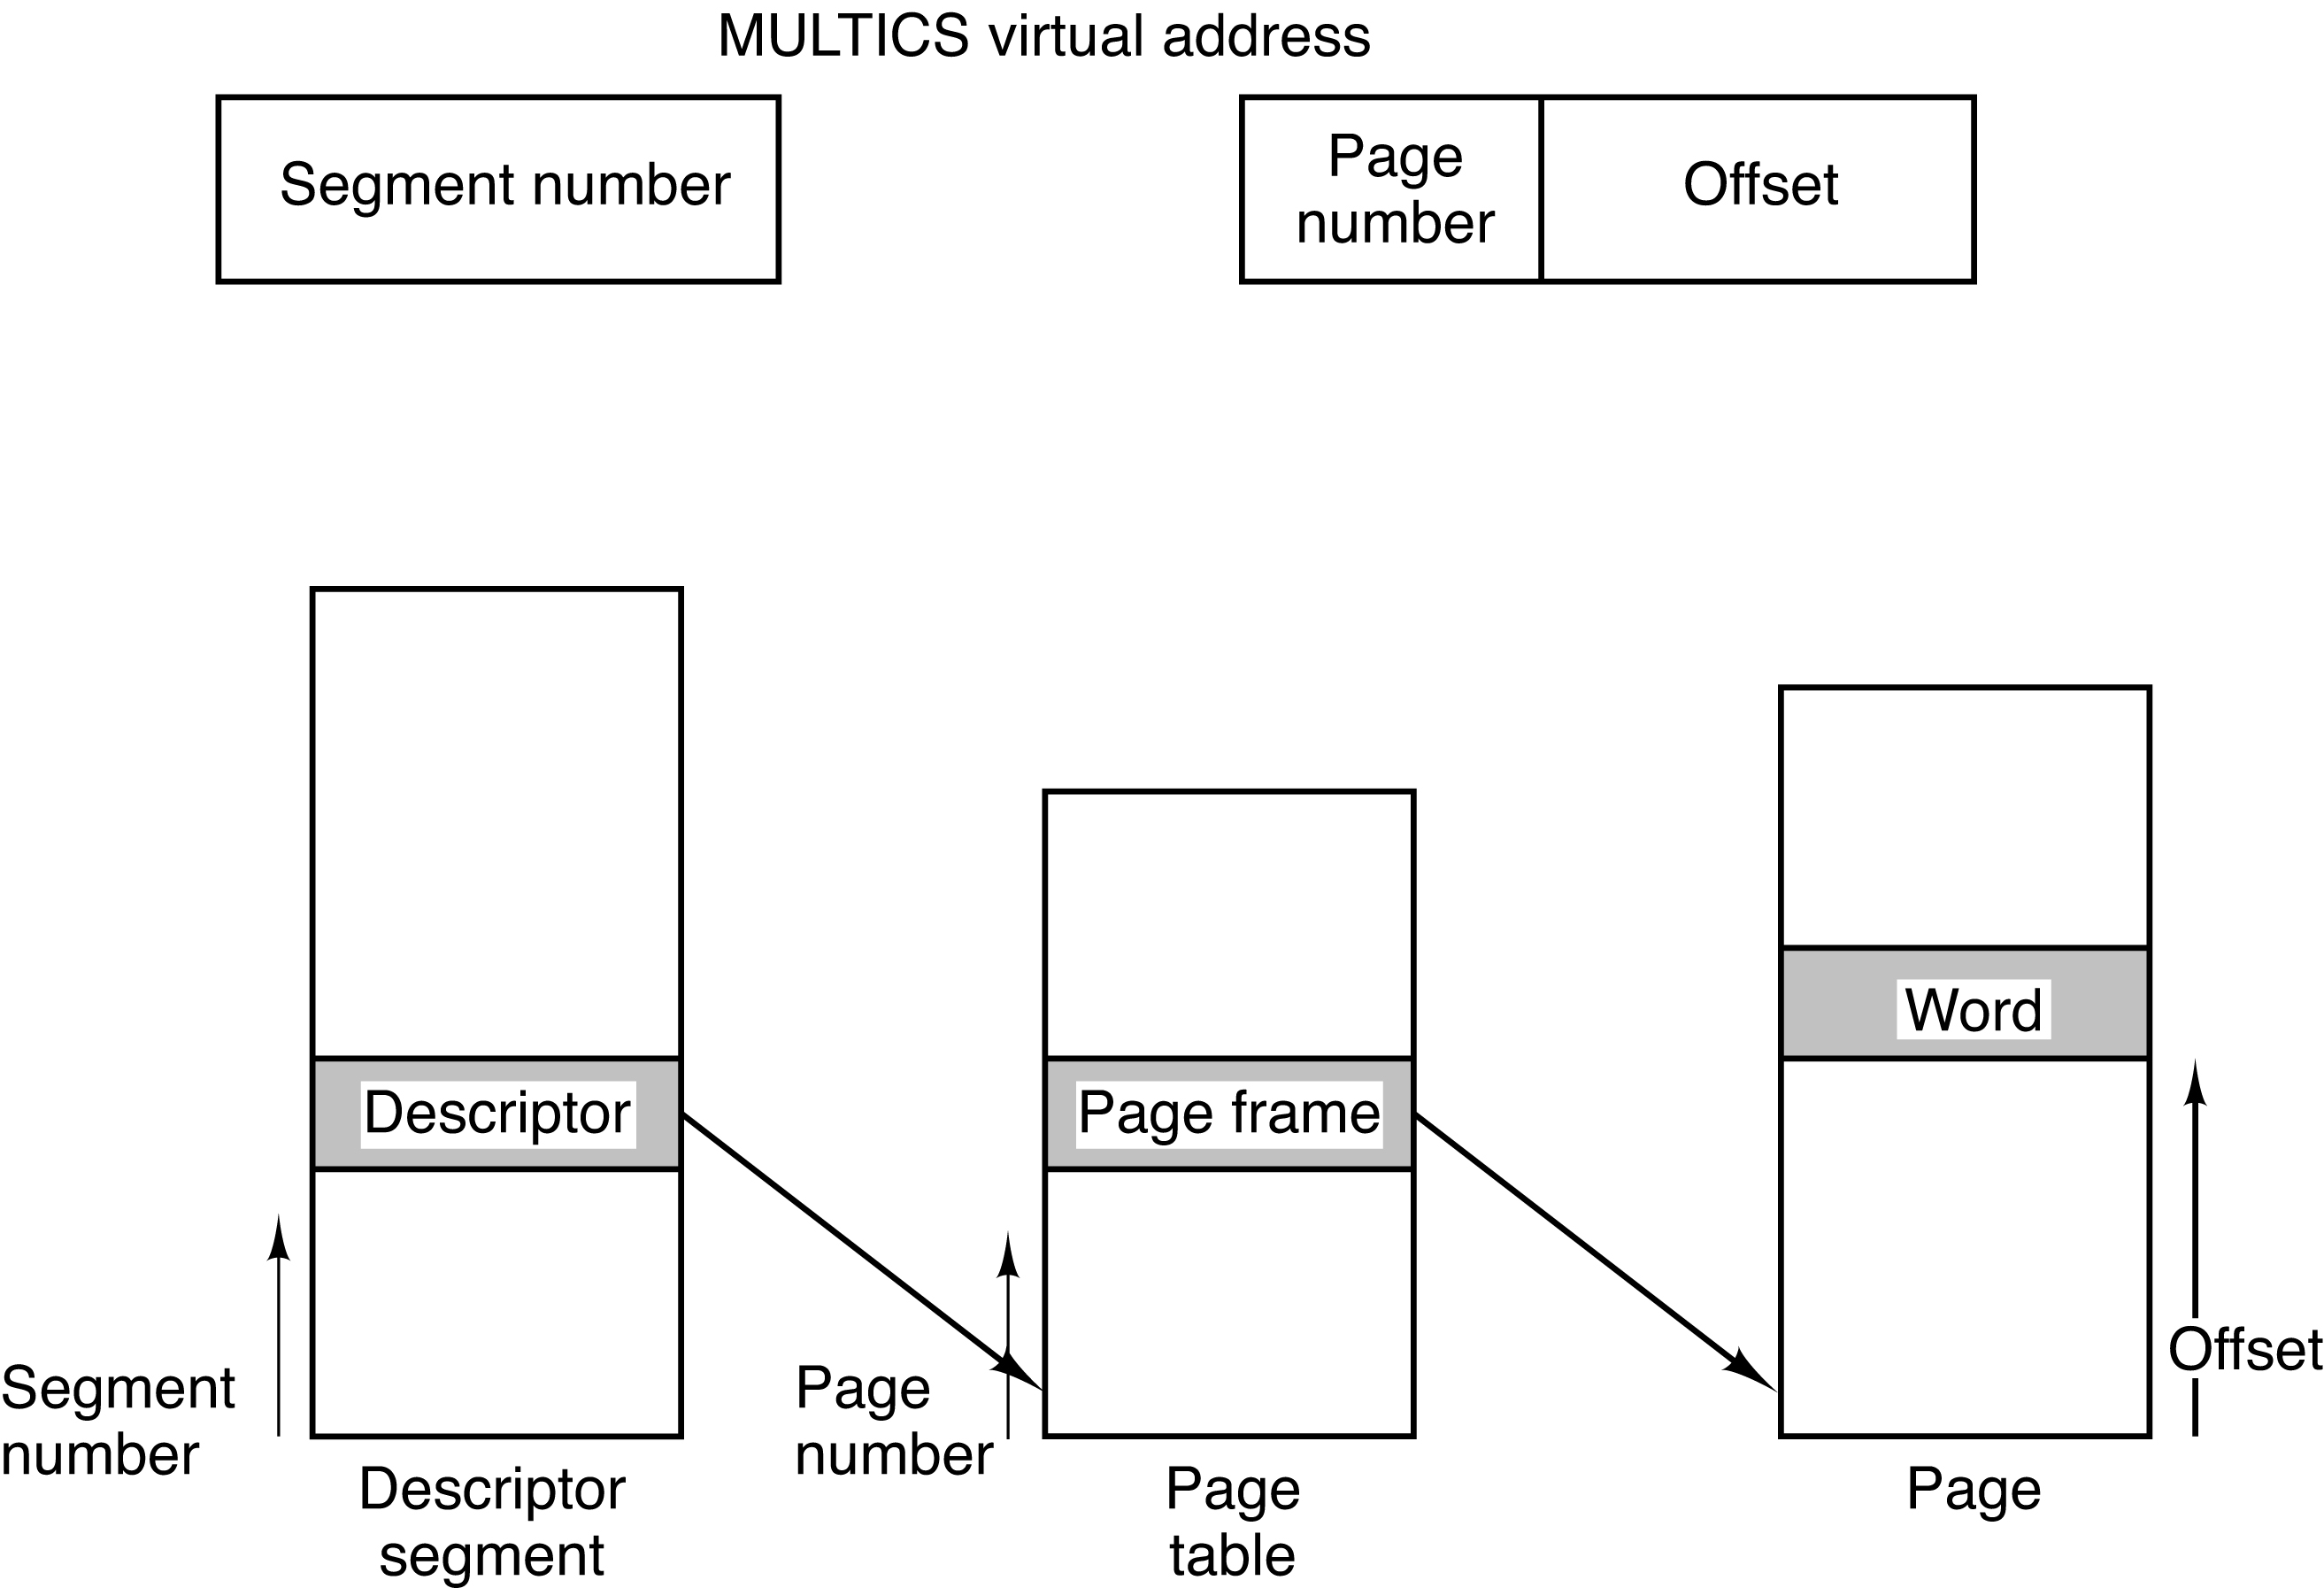 MULTICS virtual address
Segment number
Page
number
Offset
Word
Descriptor
Page frame
Segment
number
Page
number
Offset
Descriptor
segment
Page
table
Page